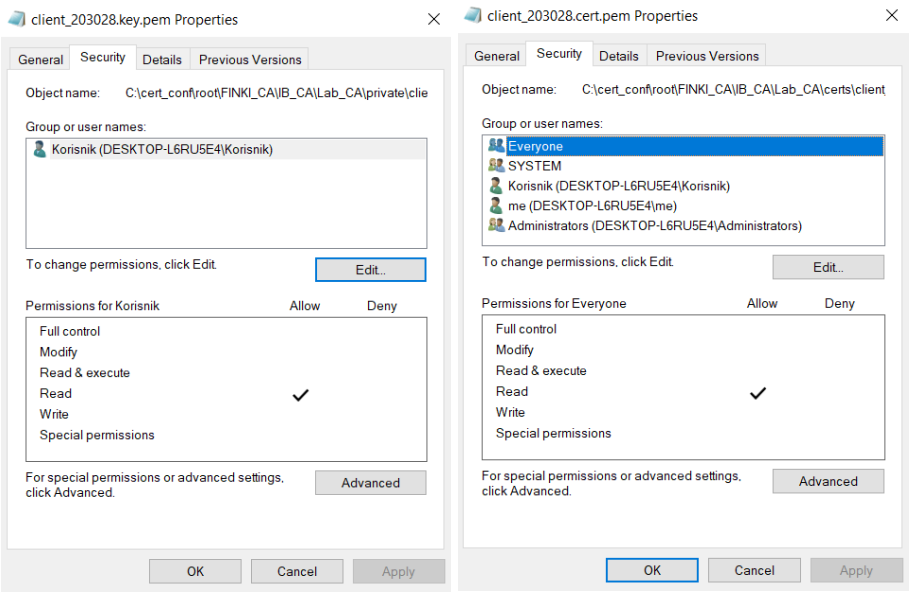 client_203028.key.pem Properties
General Security Details Previous Versions
Object name: C:\cert_conf\root\FINKI_CA\IB_CA\Lab_CA\private\clie
Group or user names:
Korisnik (DESKTOP-L6RU5E4\Korisnik)
To change permissions, click Edit.
Edit...
Permissions for Korisnik Allow Deny
Full control
Modify
Read & execute
Read
Write
Special permissions
For special permissions or advanced settings,
click Advanced.
Advanced
OK Cancel Apply
client_203028.cert.pem Properties
General Security Details Previous Versions
Object name: C:\cert_conf\root\FINKI_CA\IB_CA\Lab_CA\certs\client_
Group or user names:
Everyone
SYSTEM
Korisnik (DESKTOP-L6RU5E4\Korisnik)
me (DESKTOP-L6RU5E4\me)
Administrators (DESKTOP-L6RU5E4\Administrators)
To change permissions, click Edit.
Edit...
Permissions for Everyone Allow Deny
Full control
Modify
Read & execute
Read
Write
Special permissions
For special permissions or advanced settings,
click Advanced.
Advanced
OK Cancel Apply